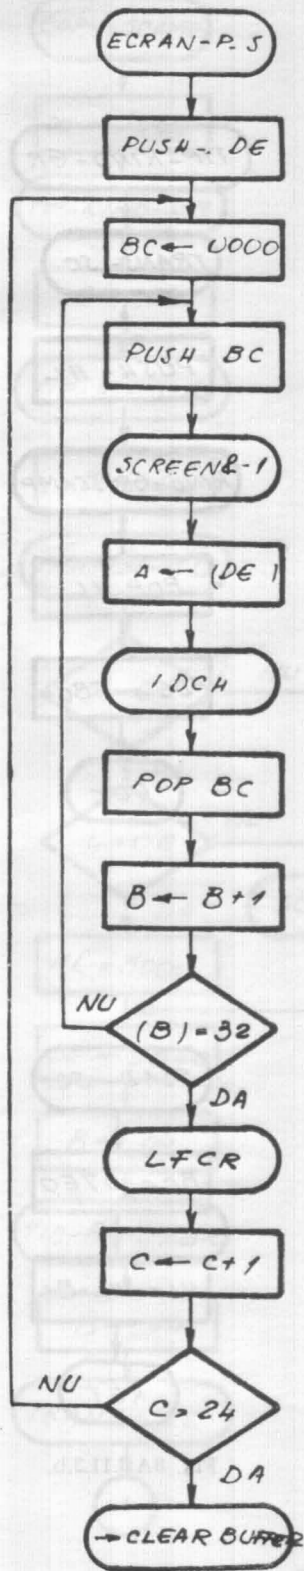 ECRAN-P.S
PUSH-. DE
BC ← 0000
PUSH BC
SCREEN&-1
A ← (DE)
IDCH
POP BC
B ← B+1
NU
(B) = 32
DA
LFCR
C ← C+1
NU
C > 24
DA
→ CLEAR BUFFER